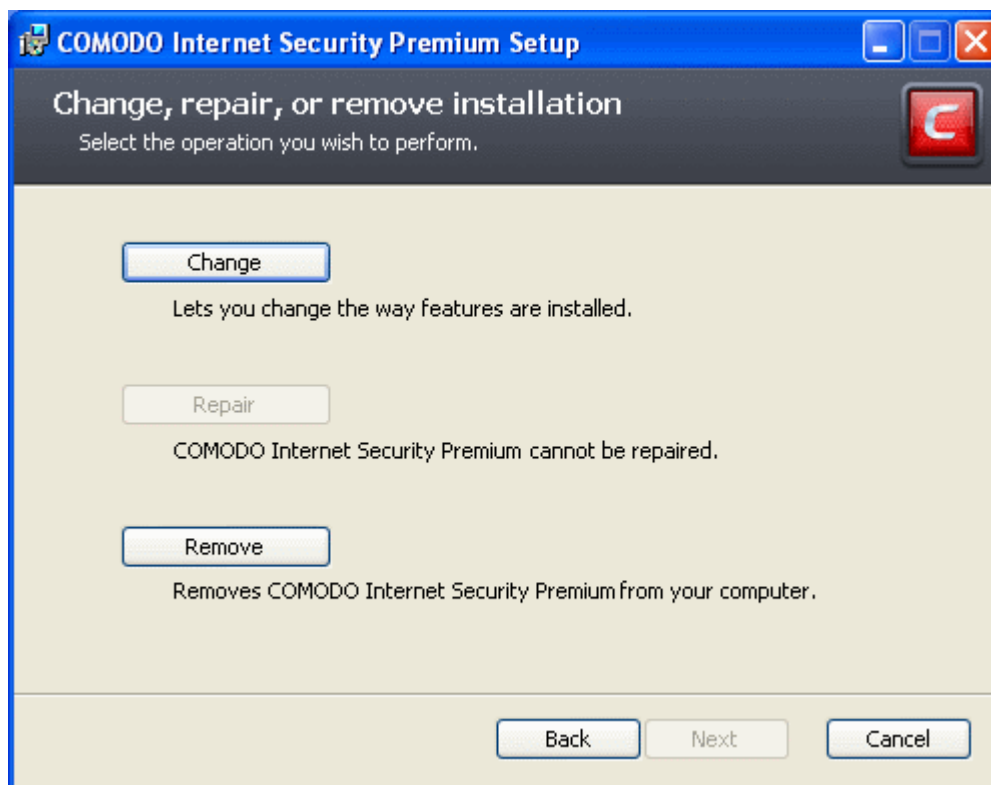 COMODO Internet Security Premium Setup
Change, repair, or remove installation
Select the operation you wish to perform.
Change
Lets you change the way features are installed.
Repair
COMODO Internet Security Premium cannot be repaired.
Remove
Removes COMODO Internet Security Premium from your computer.
Back Next Cancel